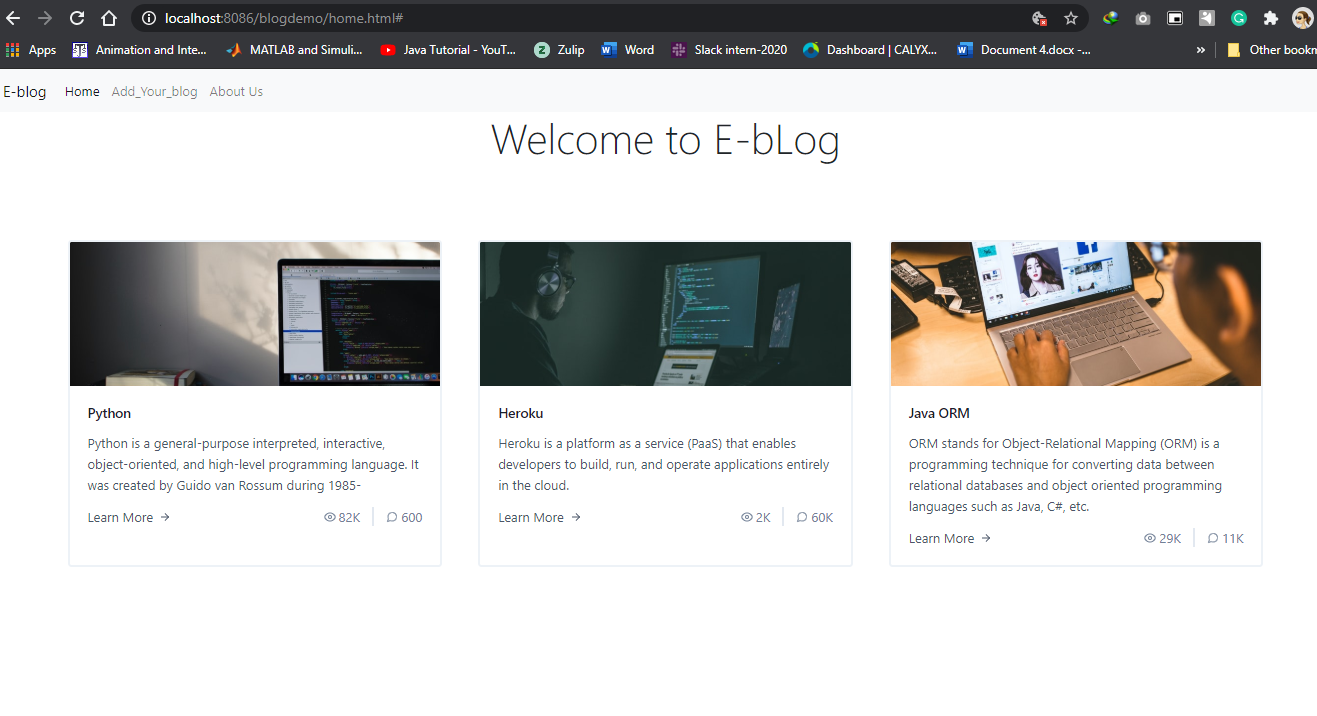 localhost:8086/blogdemo/home.html#
Apps Animation and Inte... MATLAB and Simuli... Java Tutorial - YouT... Zulip Word Slack intern-2020 Dashboard | CALYX... Document 4.docx -... » Other bookn
E-blog Home Add_Your_blog About Us
Welcome to E-bLog
Python
Python is a general-purpose interpreted, interactive,
object-oriented, and high-level programming language. It
was created by Guido van Rossum during 1985-
Learn More → 82K 600
Heroku
Heroku is a platform as a service (PaaS) that enables
developers to build, run, and operate applications entirely
in the cloud.
Learn More → 2K 60K
Java ORM
ORM stands for Object-Relational Mapping (ORM) is a
programming technique for converting data between
relational databases and object oriented programming
languages such as Java, C#, etc.
Learn More → 29K 11K